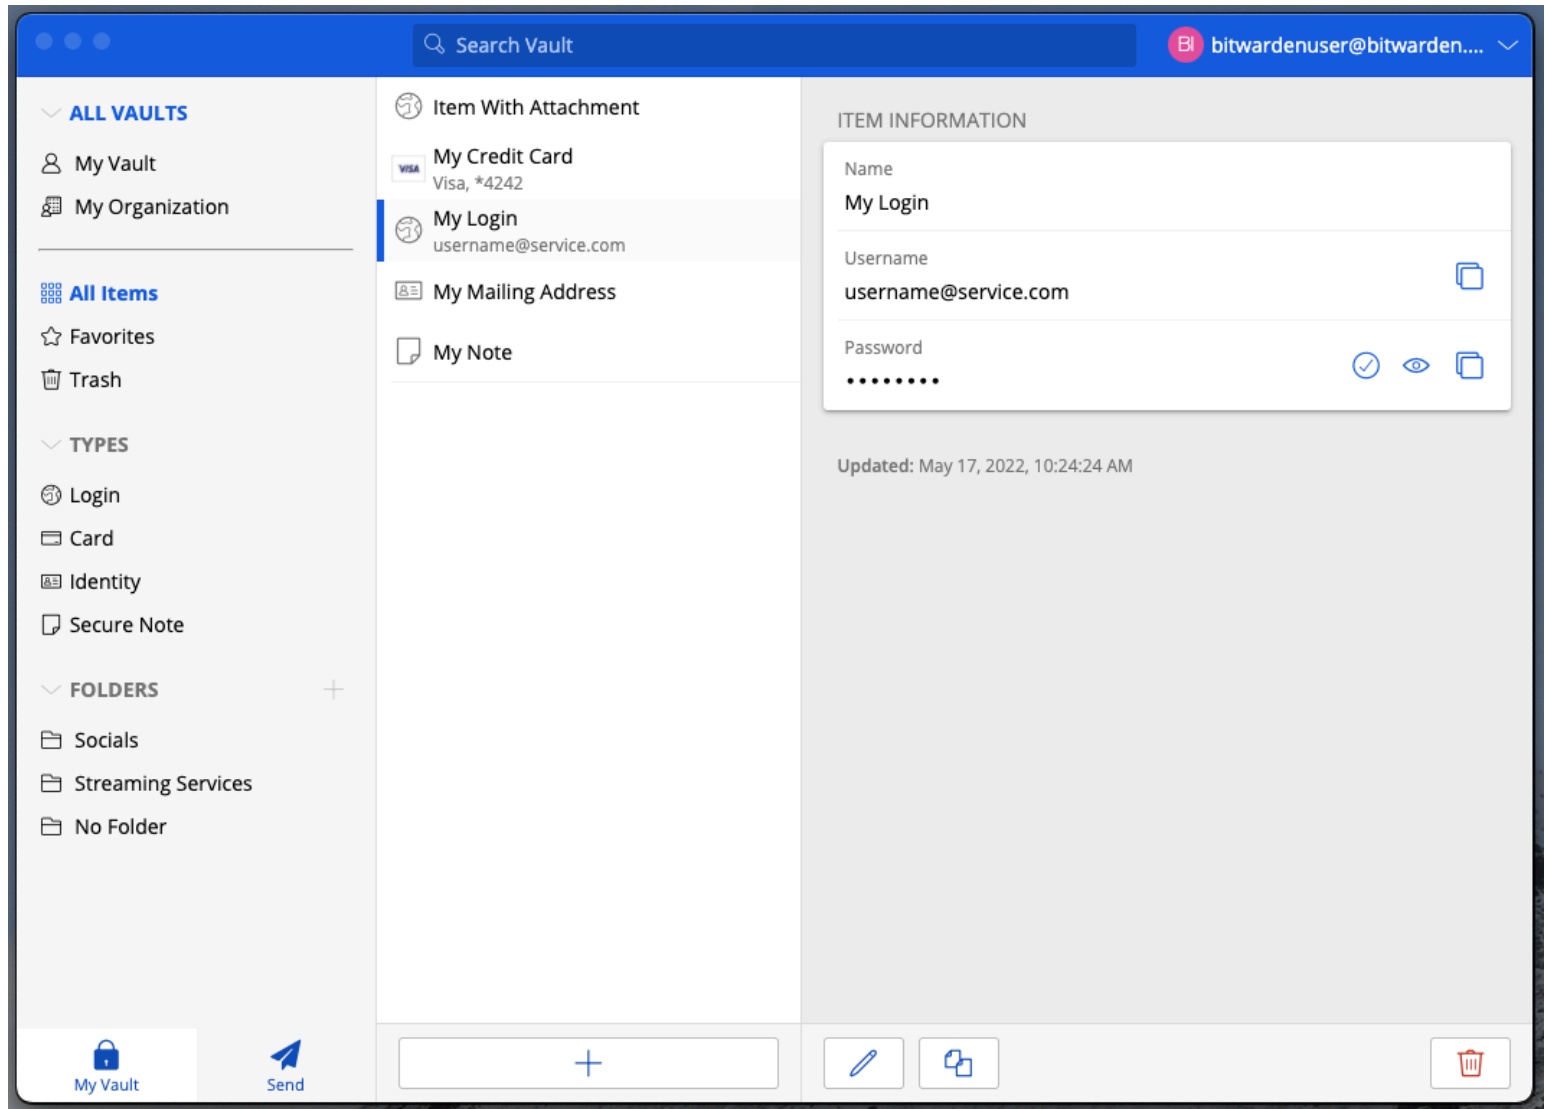 Search Vault
BI
bitwardenuser@bitwarden....
ALL VAULTS
My Vault
My Organization
All Items
Favorites
Trash
TYPES
Login
Card
Identity
Secure Note
FOLDERS
Socials
Streaming Services
No Folder
My Vault
Send
Item With Attachment
VISA
My Credit Card
Visa, *4242
My Login
username@service.com
My Mailing Address
My Note
ITEM INFORMATION
Name
My Login
Username
username@service.com
Password
••••••••
Updated: May 17, 2022, 10:24:24 AM